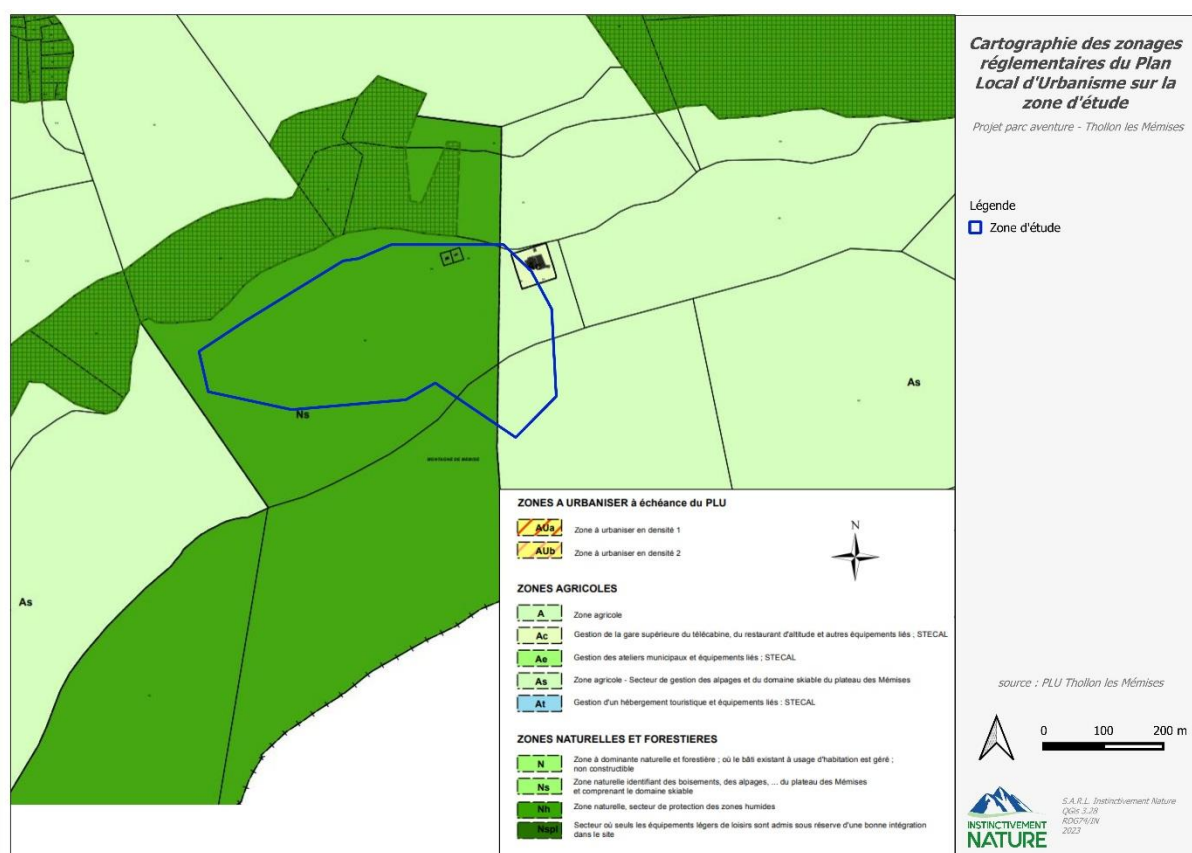 Cartographie des zonages
réglementaires du Plan
Local d'Urbanisme sur la
zone d'étude
Projet parc aventure - Thollon les Mémises
Légende
Zone d'étude
As
Ns
MONTAGNE DE MÉMISE
As
ZONES A URBANISER à échéance du PLU
AUa Zone à urbaniser en densité 1
AUb Zone à urbaniser en densité 2
N
ZONES AGRICOLES
A Zone agricole
Ac Gestion de la gare supérieure du télécabine, du restaurant d'altitude et autres équipements liés ; STECAL
Ae Gestion des ateliers municipaux et équipements liés ; STECAL
As Zone agricole - Secteur de gestion des alpages et du domaine skiable du plateau des Mémises
At Gestion d'un hébergement touristique et équipements liés : STECAL
ZONES NATURELLES ET FORESTIERES
N Zone à dominante naturelle et forestière ; où le bâti existant à usage d'habitation est géré ;
non constructible
Ns Zone naturelle identifiant des boisements, des alpages, ... du plateau des Mémises
et comprenant le domaine skiable
Nh Zone naturelle, secteur de protection des zones humides
Nspl Secteur où seuls les équipements légers de loisirs sont admis sous réserve d'une bonne intégration
dans le site
source : PLU Thollon les Mémises
0 100 200 m
INSTINCTIVEMENT
NATURE
S.A.R.L. Instinctivement Nature
QGis 3.28
RDG74/IN
2023